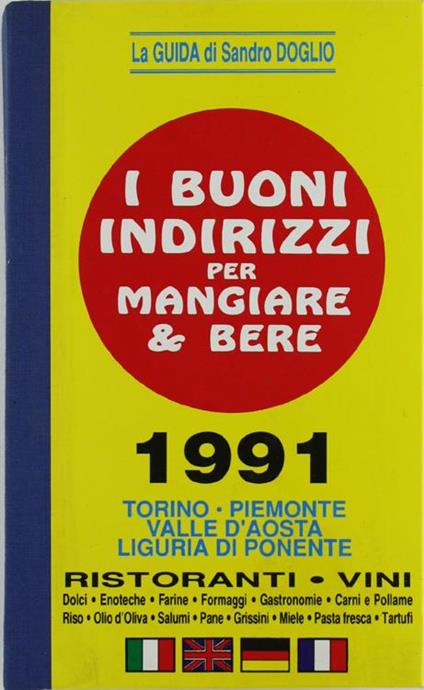 La GUIDA di Sandro DOGLIO
I BUONI
INDIRIZZI
PER
MANGIARE
& BERE
1991
TORINO • PIEMONTE
VALLE D'AOSTA
LIGURIA DI PONENTE
RISTORANTI • VINI
Dolci • Enoteche • Farine • Formaggi • Gastronomie • Carni e Pollame
Riso • Olio d'Oliva • Salumi • Pane • Grissini • Miele • Pasta fresca • Tartufi